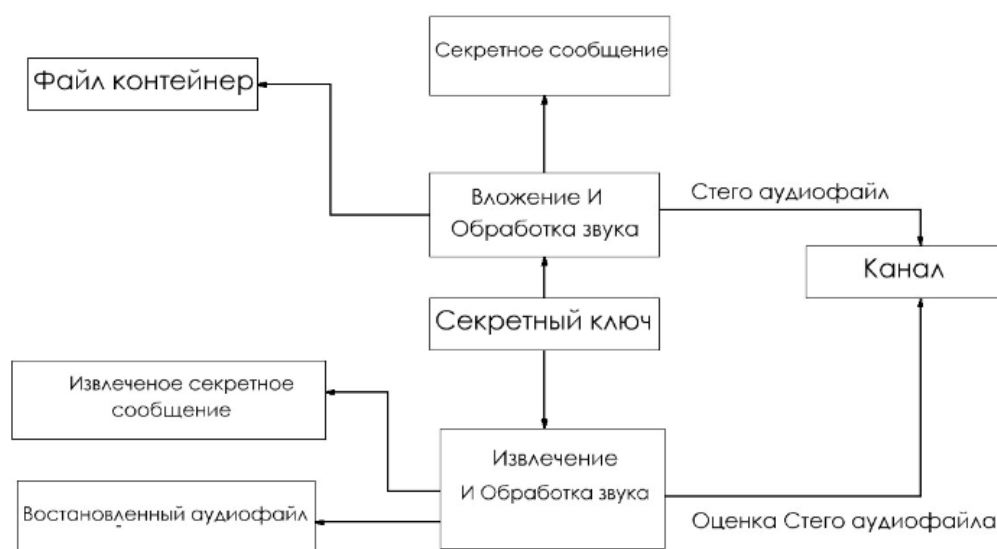 Секретное сообщение
Файл контейнер
Вложение И
Обработка звука
Стего аудиофайл
Канал
Секретный ключ
Извлеченое секретное
сообщение
Извлечение
И Обработка звука
Востановленный аудиофайл
Оценка Стего аудиофайла